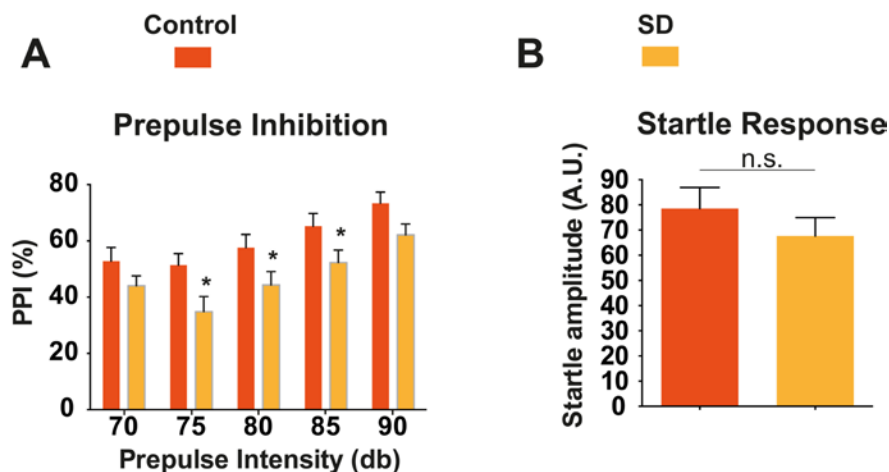 Control
SD
A
B
Prepulse Inhibition
Startle Response
n.s.
PPI (%)
80
60
40
20
0
*
*
*
70 75 80 85 90
Prepulse Intensity (db)
Startle amplitude (A.U.)
90
80
70
60
50
40
30
20
10
0